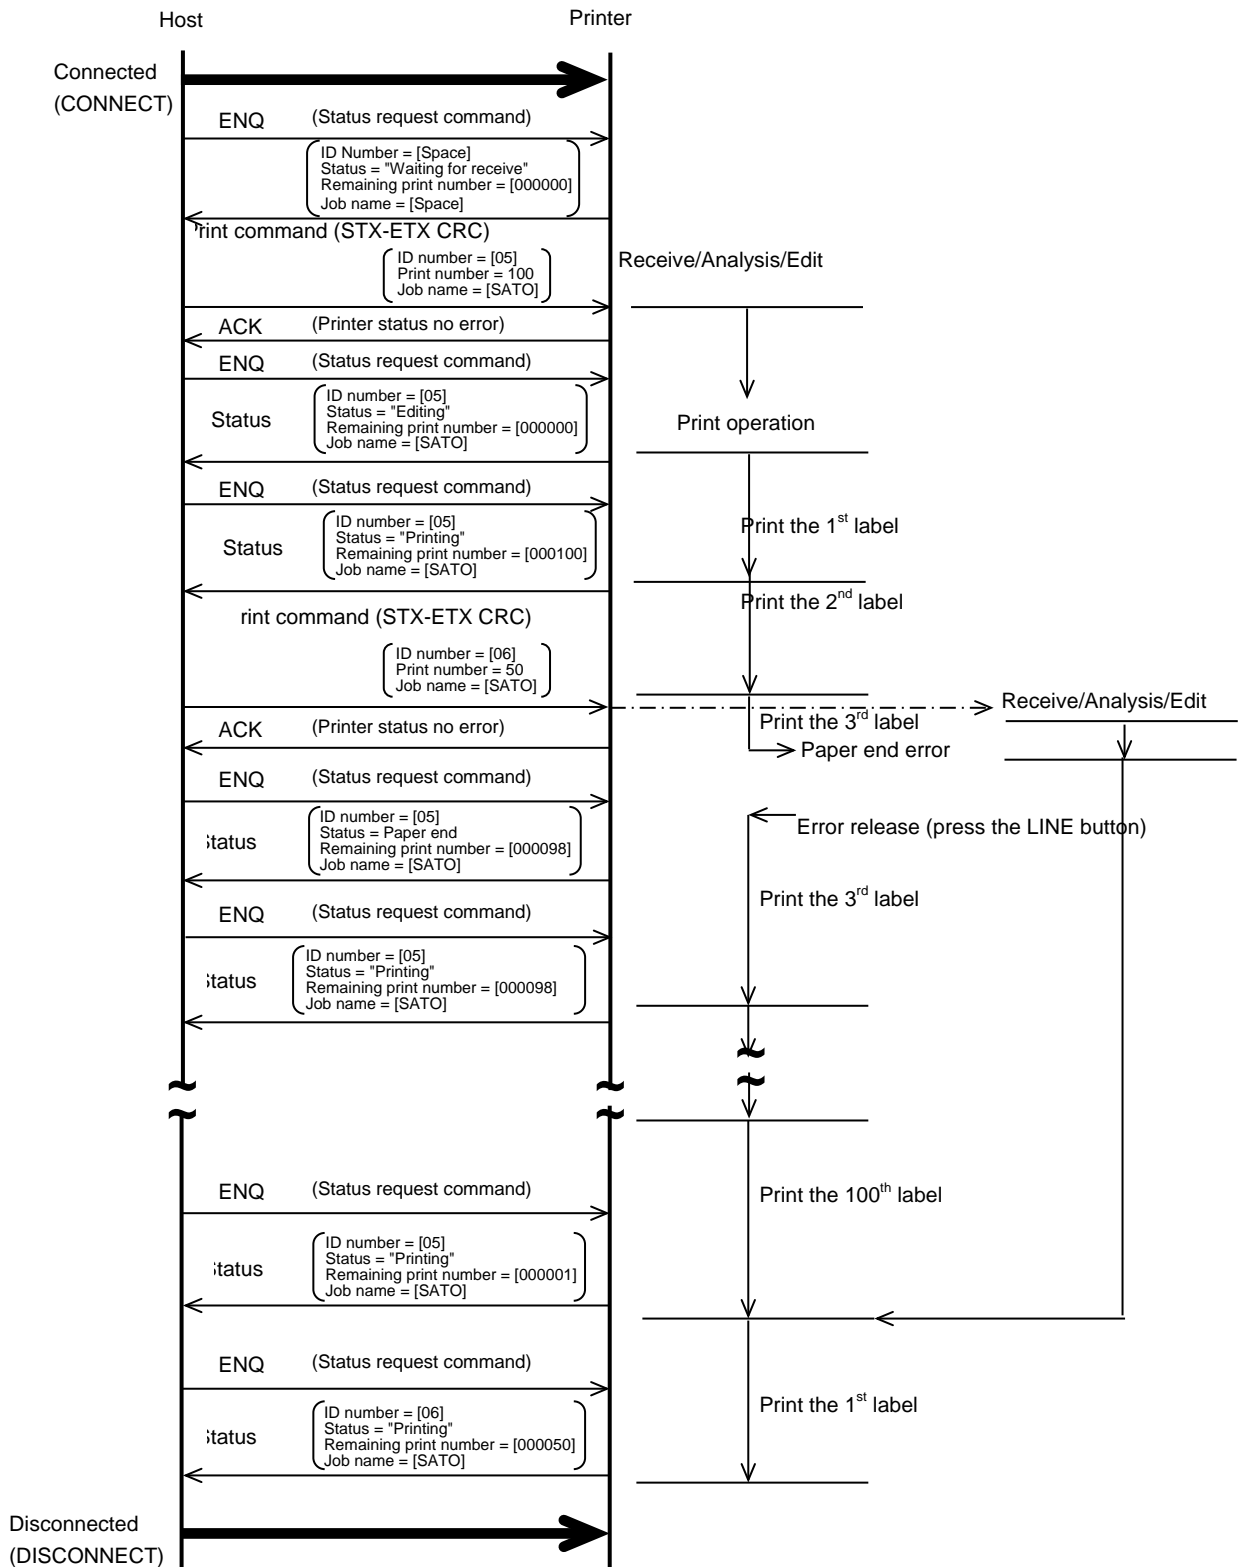 Host
Printer
Connected
(CONNECT)
ENQ (Status request command)
ID Number = [Space]
Status = "Waiting for receive"
Remaining print number = [000000]
Job name = [Space]
rint command (STX-ETX CRC)
ID number = [05]
Print number = 100
Job name = [SATO]
Receive/Analysis/Edit
ACK (Printer status no error)
ENQ (Status request command)
Status
ID number = [05]
Status = "Editing"
Remaining print number = [000000]
Job name = [SATO]
Print operation
ENQ (Status request command)
Status
ID number = [05]
Status = "Printing"
Remaining print number = [000100]
Job name = [SATO]
Print the 1st label
Print the 2nd label
rint command (STX-ETX CRC)
ID number = [06]
Print number = 50
Job name = [SATO]
Receive/Analysis/Edit
Print the 3rd label
ACK (Printer status no error)
Paper end error
ENQ (Status request command)
tatus
ID number = [05]
Status = Paper end
Remaining print number = [000098]
Job name = [SATO]
Error release (press the LINE button)
Print the 3rd label
ENQ (Status request command)
tatus
ID number = [05]
Status = "Printing"
Remaining print number = [000098]
Job name = [SATO]
ENQ (Status request command)
Print the 100th label
tatus
ID number = [05]
Status = "Printing"
Remaining print number = [000001]
Job name = [SATO]
ENQ (Status request command)
Print the 1st label
tatus
ID number = [06]
Status = "Printing"
Remaining print number = [000050]
Job name = [SATO]
Disconnected
(DISCONNECT)